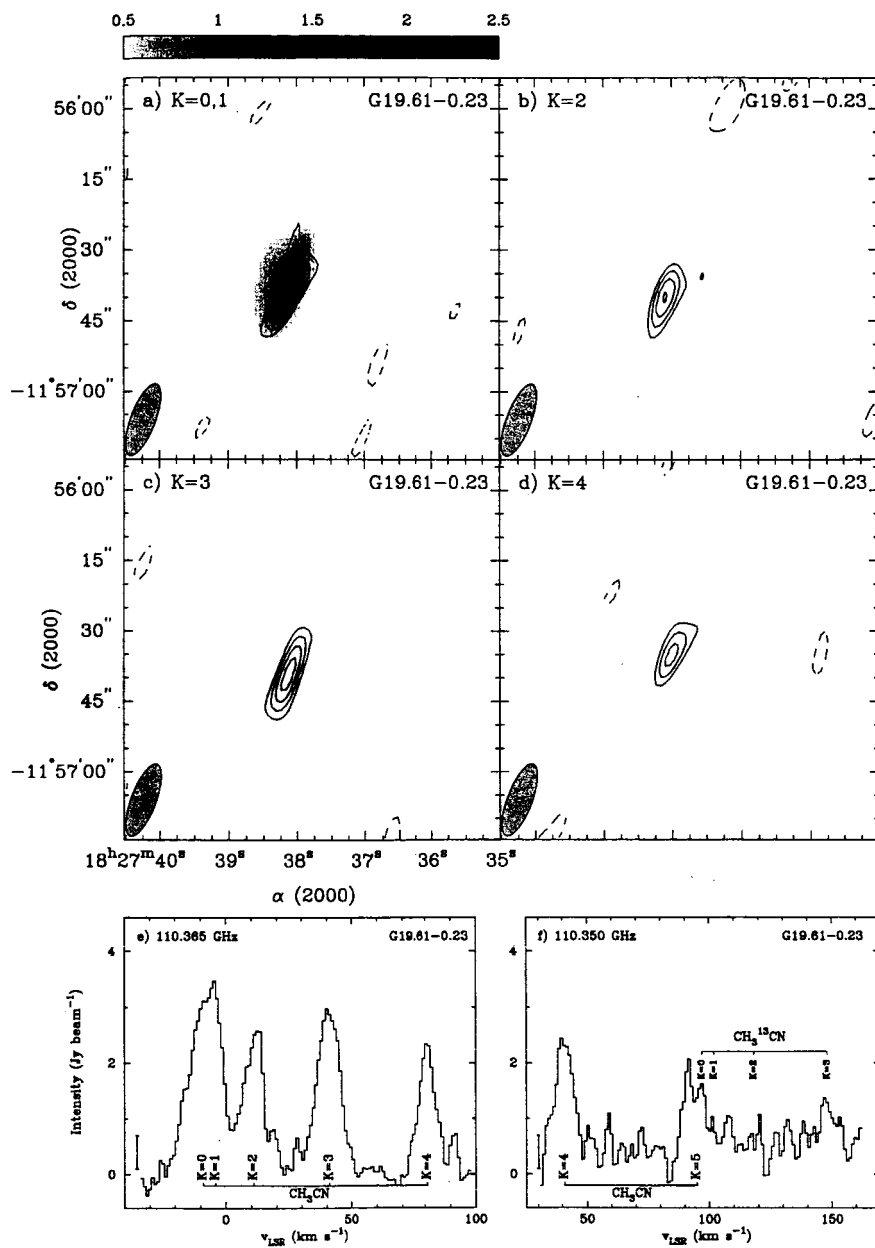 0.5 1 1.5 2 2.5
a) K=0,1 G19.61−0.23
b) K=2 G19.61−0.23
56'00"
15"
30"
45"
−11°57'00"
δ (2000)
c) K=3 G19.61−0.23
d) K=4 G19.61−0.23
56'00"
15"
30"
45"
−11°57'00"
δ (2000)
18ʰ27ᵐ40ˢ 39ˢ 38ˢ 37ˢ 36ˢ 35ˢ
α (2000)
e) 110.365 GHz G19.61−0.23
4
2
0
Intensity (Jy beam⁻¹)
K=0 K=1 K=2 K=3 K=4
CH₃CN
0 50 100
v_LSR (km s⁻¹)
f) 110.350 GHz G19.61−0.23
4
2
0
CH₃¹³CN
K=0 K=1 K=2 K=3
K=4 K=5
CH₃CN
50 100 150
v_LSR (km s⁻¹)